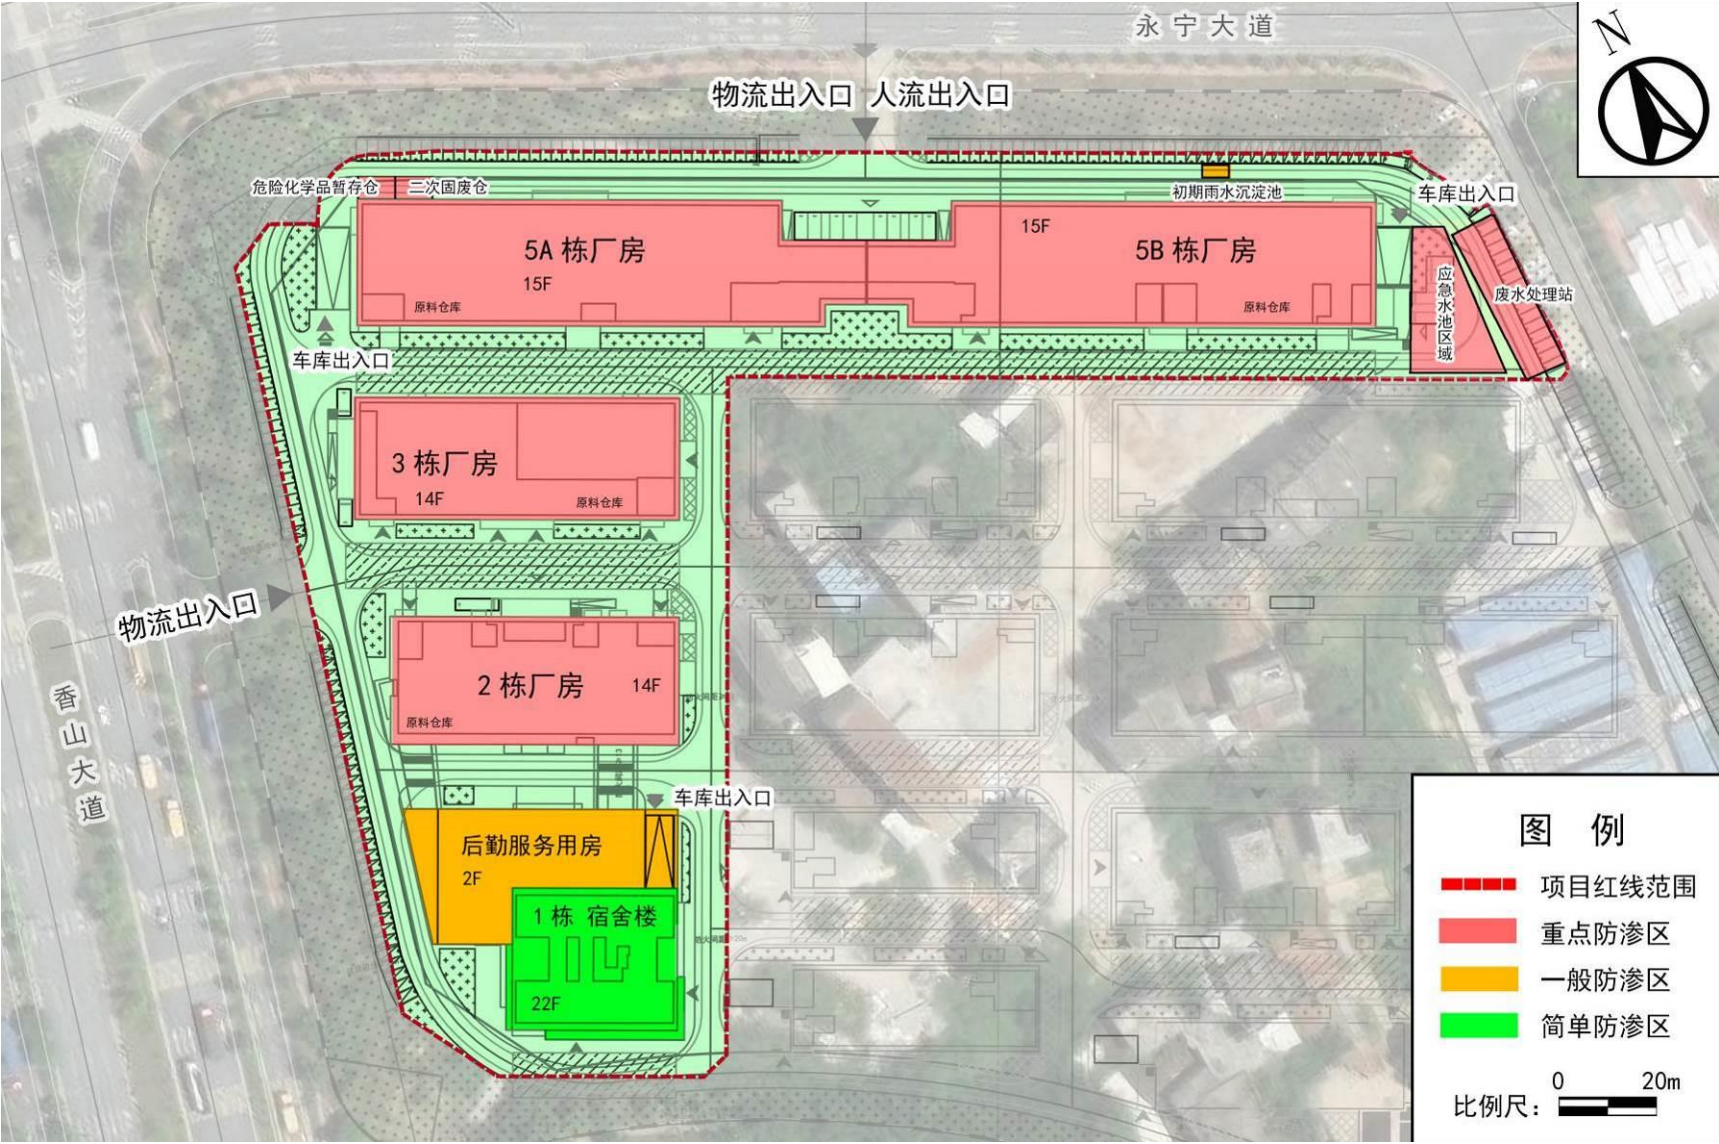 永宁大道
N
物流出入口 人流出入口
危险化学品暂存仓
二次固废仓
初期雨水沉淀池
车库出入口
5A 栋厂房
15F
原料仓库
15F
5B 栋厂房
原料仓库
应急水池区域
废水处理站
车库出入口
3 栋厂房
14F
原料仓库
物流出入口
2 栋厂房
14F
原料仓库
香山大道
车库出入口
后勤服务用房
2F
1 栋 宿舍楼
22F
图 例
项目红线范围
重点防渗区
一般防渗区
简单防渗区
比例尺：
0 20m